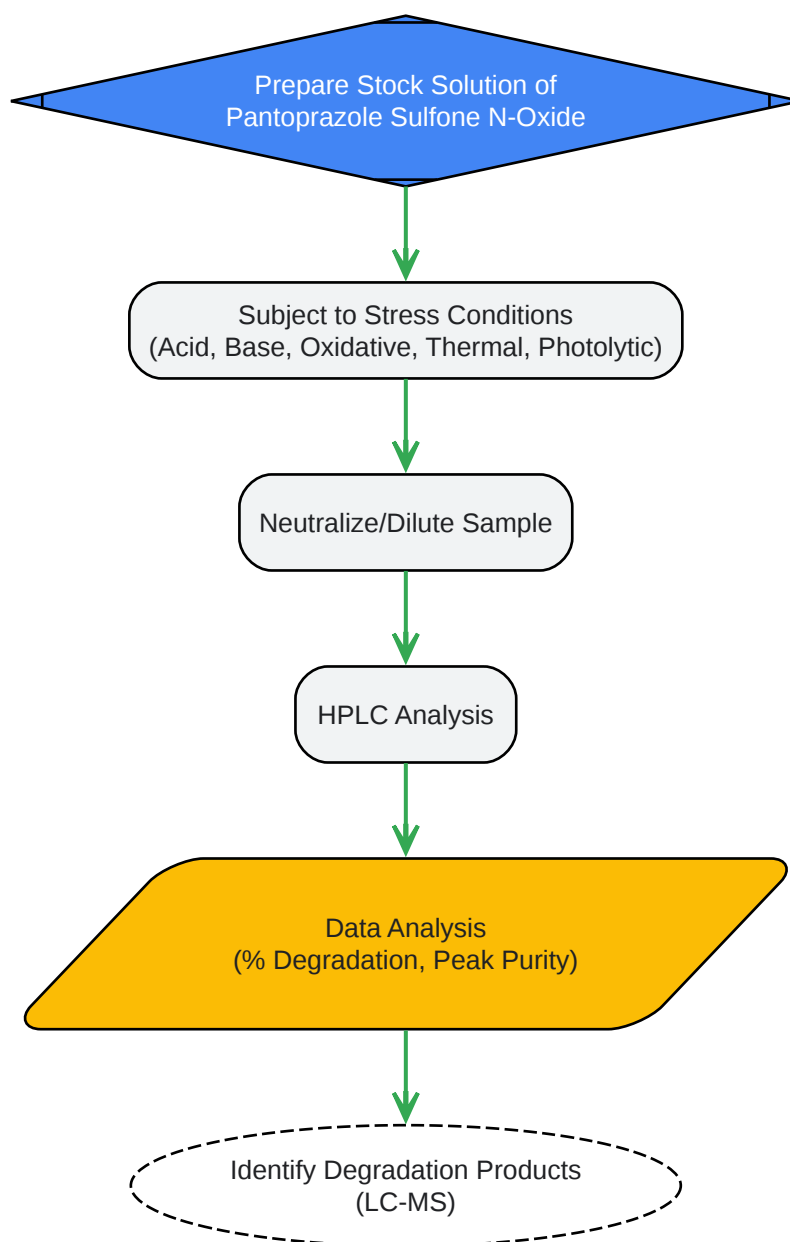 Prepare Stock Solution of
Pantoprazole Sulfone N-Oxide
Subject to Stress Conditions
(Acid, Base, Oxidative, Thermal, Photolytic)
Neutralize/Dilute Sample
HPLC Analysis
Data Analysis
(% Degradation, Peak Purity)
Identify Degradation Products
(LC-MS)